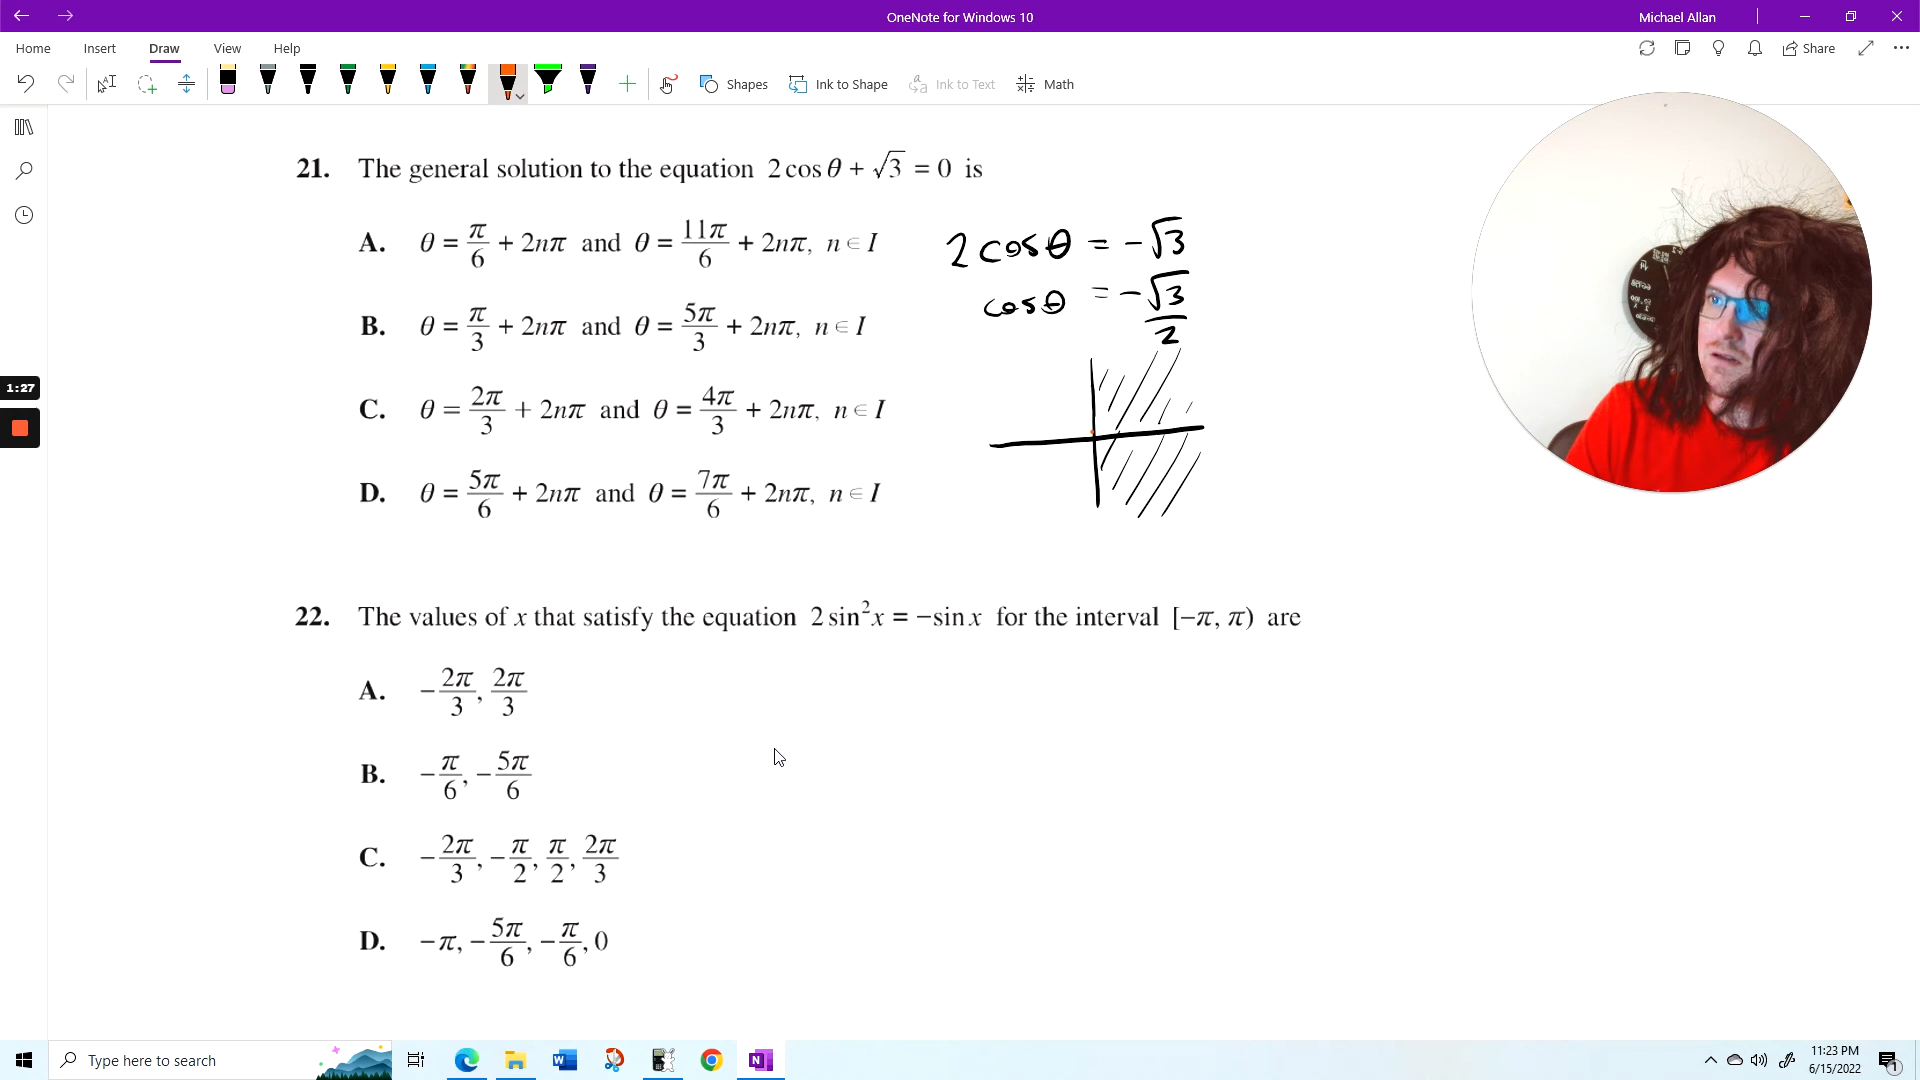 OneNote for Windows 10
Michael Allan
Home Insert Draw View Help
Share
Shapes Ink to Shape Ink to Text Math
21. The general solution to the equation 2 cos θ + √3 = 0 is
A. θ = π/6 + 2nπ and θ = 11π/6 + 2nπ, n ∈ I
B. θ = π/3 + 2nπ and θ = 5π/3 + 2nπ, n ∈ I
C. θ = 2π/3 + 2nπ and θ = 4π/3 + 2nπ, n ∈ I
D. θ = 5π/6 + 2nπ and θ = 7π/6 + 2nπ, n ∈ I
2 cos θ = -√3
cos θ = -√3/2
1:27
22. The values of x that satisfy the equation 2 sin²x = −sin x for the interval [−π, π) are
A. −2π/3, 2π/3
B. −π/6, −5π/6
C. −2π/3, −π/2, π/2, 2π/3
D. −π, −5π/6, −π/6, 0
Type here to search
11:23 PM
6/15/2022
1